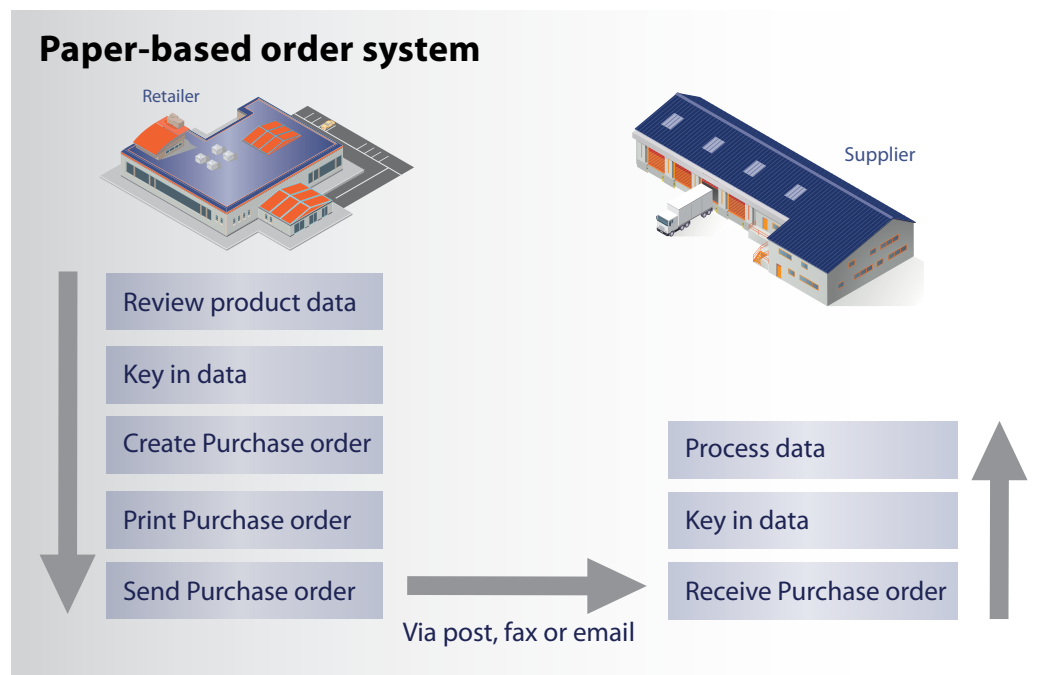 Paper-based order system
Retailer
Supplier
Review product data
Key in data
Create Purchase order
Print Purchase order
Send Purchase order
Via post, fax or email
Process data
Key in data
Receive Purchase order